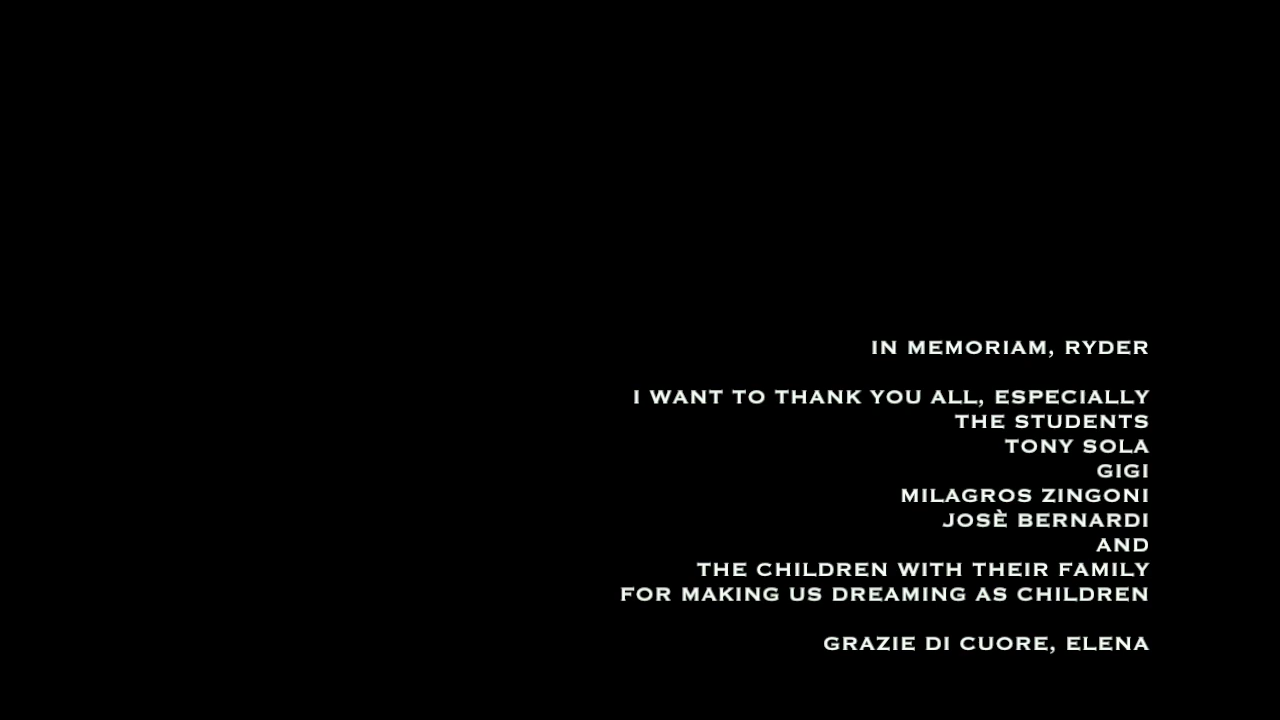 IN MEMORIAM, RYDER
I WANT TO THANK YOU ALL, ESPECIALLY
THE STUDENTS
TONY SOLA
GIGI
MILAGROS ZINGONI
JOSÈ BERNARDI
AND
THE CHILDREN WITH THEIR FAMILY
FOR MAKING US DREAMING AS CHILDREN
GRAZIE DI CUORE, ELENA